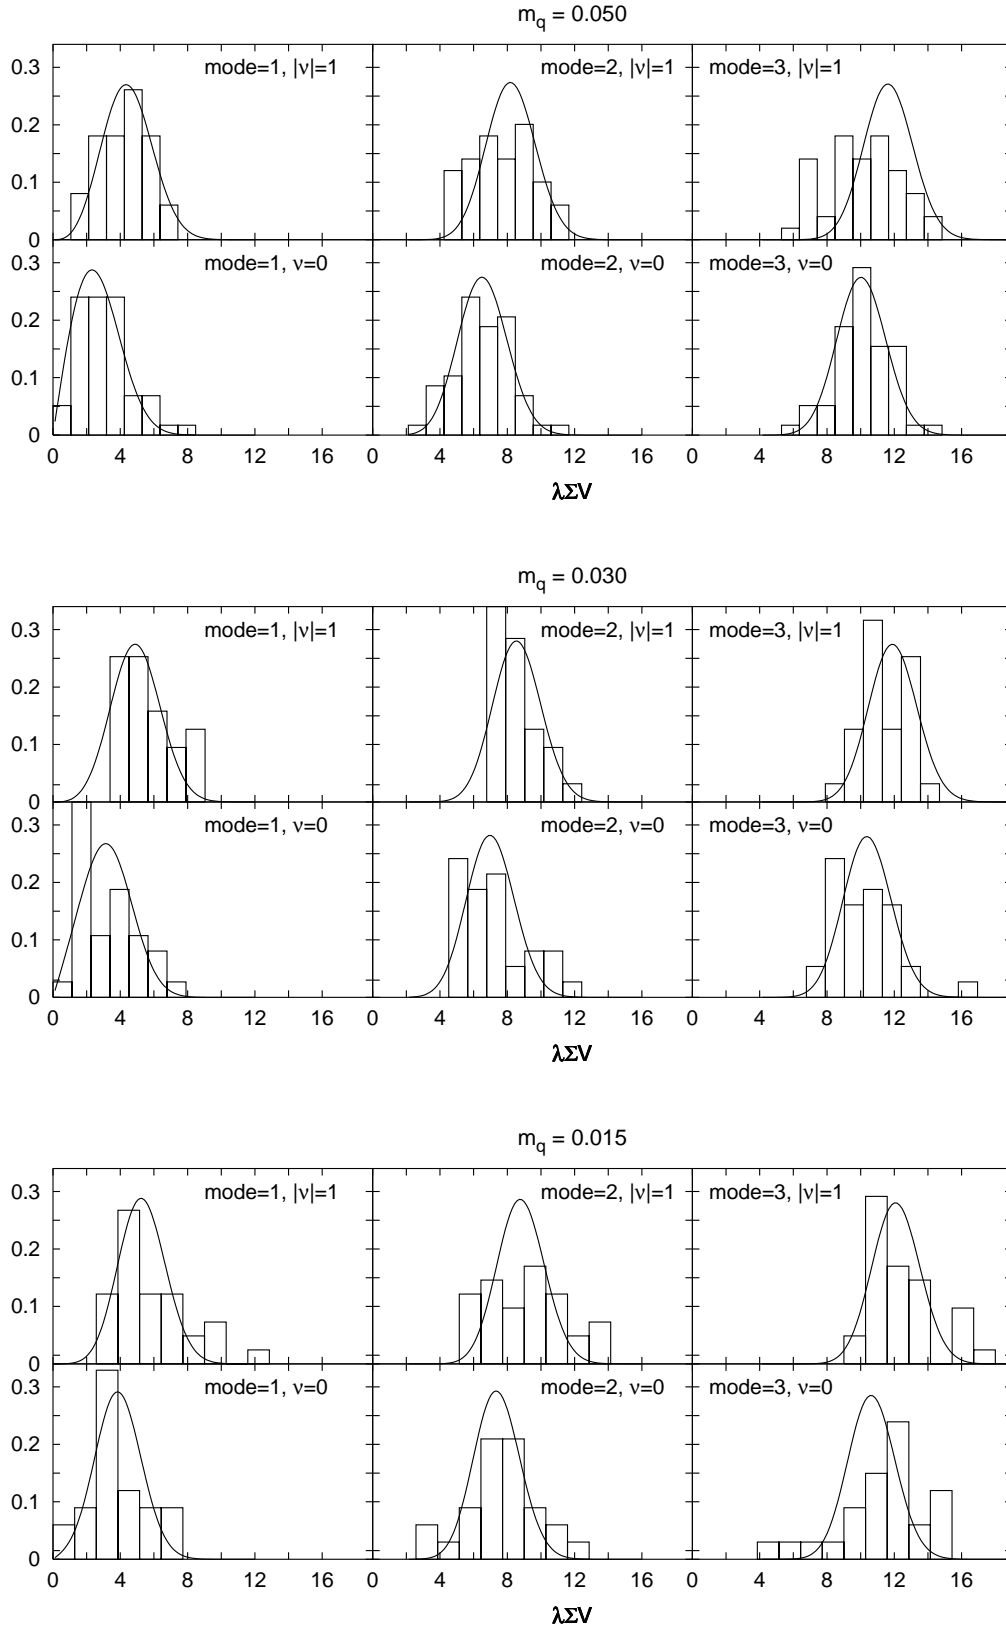 m_q = 0.050
0.3
0.2
0.1
0
mode=1, |ν|=1
mode=2, |ν|=1
mode=3, |ν|=1
0.3
0.2
0.1
0
mode=1, ν=0
mode=2, ν=0
mode=3, ν=0
0 4 8 12 16 0 4 8 12 16 0 4 8 12 16
λΣV
m_q = 0.030
0.3
0.2
0.1
0
mode=1, |ν|=1
mode=2, |ν|=1
mode=3, |ν|=1
0.3
0.2
0.1
0
mode=1, ν=0
mode=2, ν=0
mode=3, ν=0
0 4 8 12 16 0 4 8 12 16 0 4 8 12 16
λΣV
m_q = 0.015
0.3
0.2
0.1
0
mode=1, |ν|=1
mode=2, |ν|=1
mode=3, |ν|=1
0.3
0.2
0.1
0
mode=1, ν=0
mode=2, ν=0
mode=3, ν=0
0 4 8 12 16 0 4 8 12 16 0 4 8 12 16
λΣV